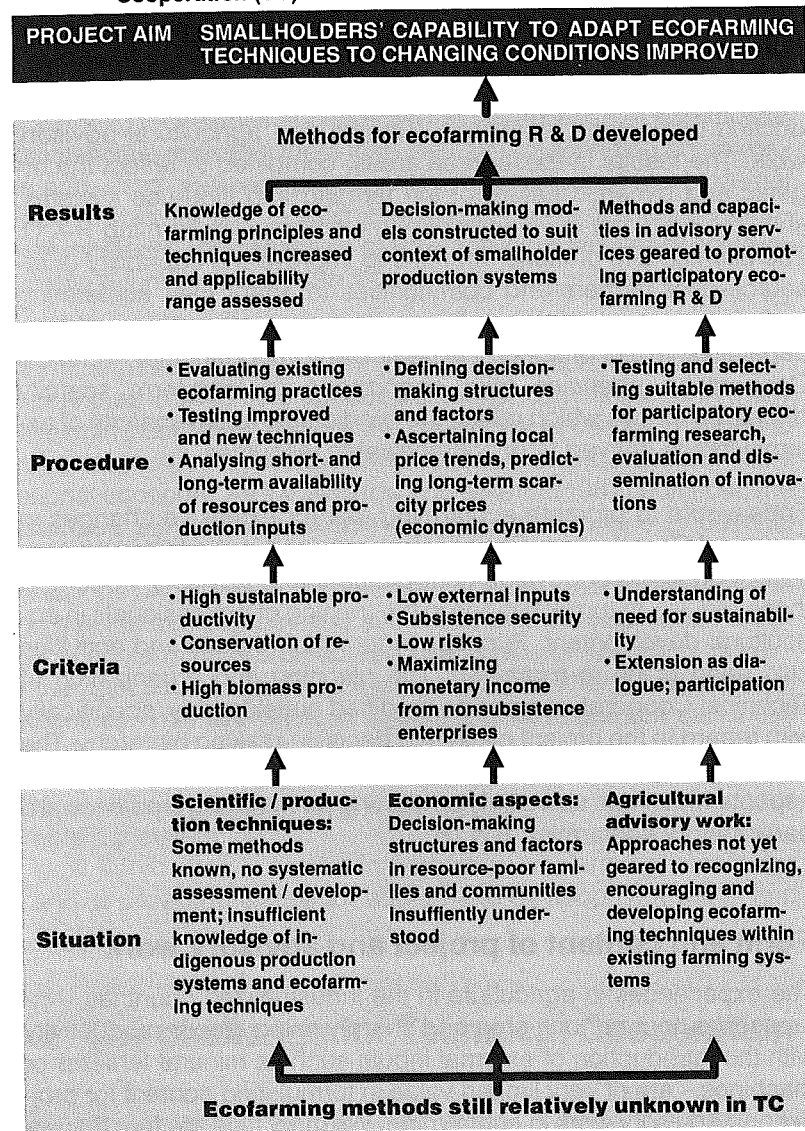 Cooperation (TC)
PROJECT AIM SMALLHOLDERS' CAPABILITY TO ADAPT ECOFARMING
TECHNIQUES TO CHANGING CONDITIONS IMPROVED
Methods for ecofarming R & D developed
Results
Knowledge of eco-
farming principles and
techniques increased
and applicability
range assessed
Decision-making mod-
els constructed to suit
context of smallholder
production systems
Methods and capaci-
ties in advisory serv-
ices geared to promot-
ing participatory eco-
farming R & D
Procedure
• Evaluating existing
ecofarming practices
• Testing improved
and new techniques
• Analysing short- and
long-term availability
of resources and pro-
duction inputs
• Defining decision-
making structures
and factors
• Ascertaining local
price trends, predict-
ing long-term scar-
city prices
(economic dynamics)
• Testing and select-
ing suitable methods
for participatory eco-
farming research,
evaluation and dis-
semination of innova-
tions
Criteria
• High sustainable pro-
ductivity
• Conservation of re-
sources
• High biomass pro-
duction
• Low external inputs
• Subsistence security
• Low risks
• Maximizing
monetary income
from nonsubsistence
enterprises
• Understanding of
need for sustainabil-
ity
• Extension as dia-
logue; participation
Situation
Scientific / produc-
tion techniques:
Some methods
known, no systematic
assessment / develop-
ment; insufficient
knowledge of in-
digenous production
systems and ecofarm-
ing techniques
Economic aspects:
Decision-making
structures and factors
in resource-poor fami-
lies and communities
insuffiently under-
stood
Agricultural
advisory work:
Approaches not yet
geared to recognizing,
encouraging and
developing ecofarm-
ing techniques within
existing farming sys-
tems
Ecofarming methods still relatively unknown in TC